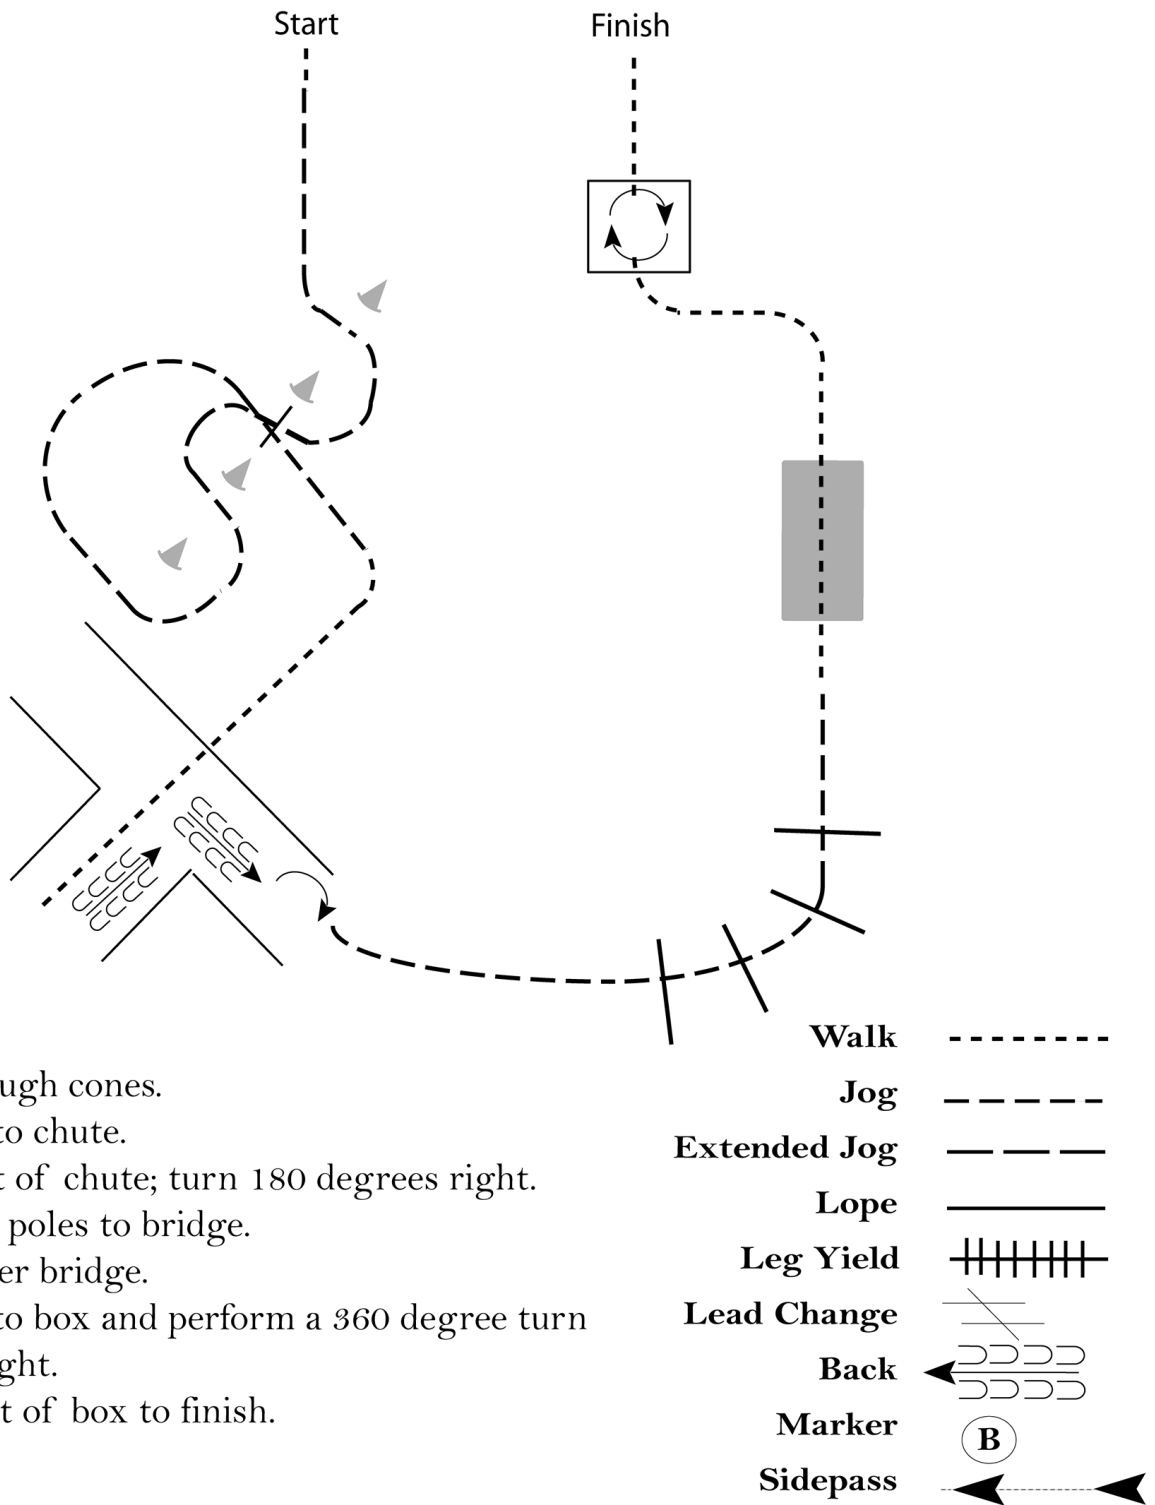 Start
Finish
ugh cones.
to chute.
t of chute; turn 180 degrees right.
poles to bridge.
er bridge.
to box and perform a 360 degree turn
ght.
t of box to finish.
Walk
Jog
Extended Jog
Lope
Leg Yield
Lead Change
Back
Marker
B
Sidepass